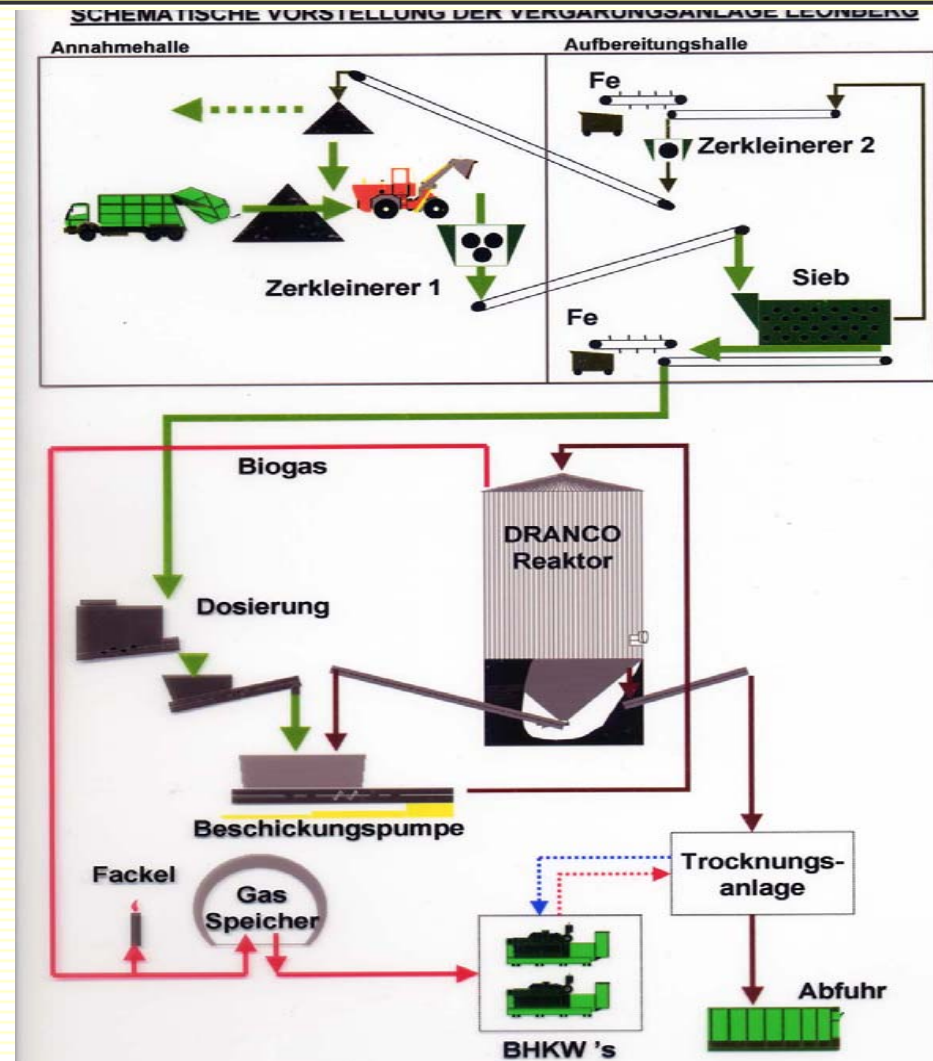 SCHEMATISCHE VORSTELLUNG DER VERGÄRUNGSANLAGE LEONBERG
Annahmehalle
Aufbereitungshalle
Fe
Zerkleinerer 2
Zerkleinerer 1
Sieb
Fe
Biogas
DRANCO
Reaktor
Dosierung
Beschickungspumpe
Fackel
Gas
Speicher
Trocknungs-
anlage
Abfuhr
BHKW 's